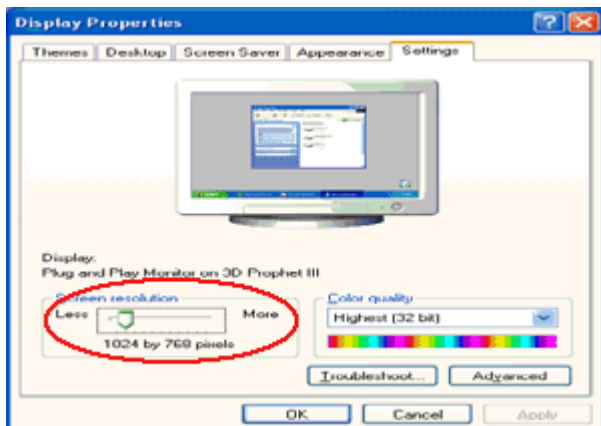 Display Properties
Themes Desktop Screen Saver Appearance Settings
Display:
Plug and Play Monitor on 3D Prophet III
Screen resolution
Less More
1024 by 768 pixels
Color quality
Highest (32 bit)
Troubleshoot... Advanced
OK Cancel Apply